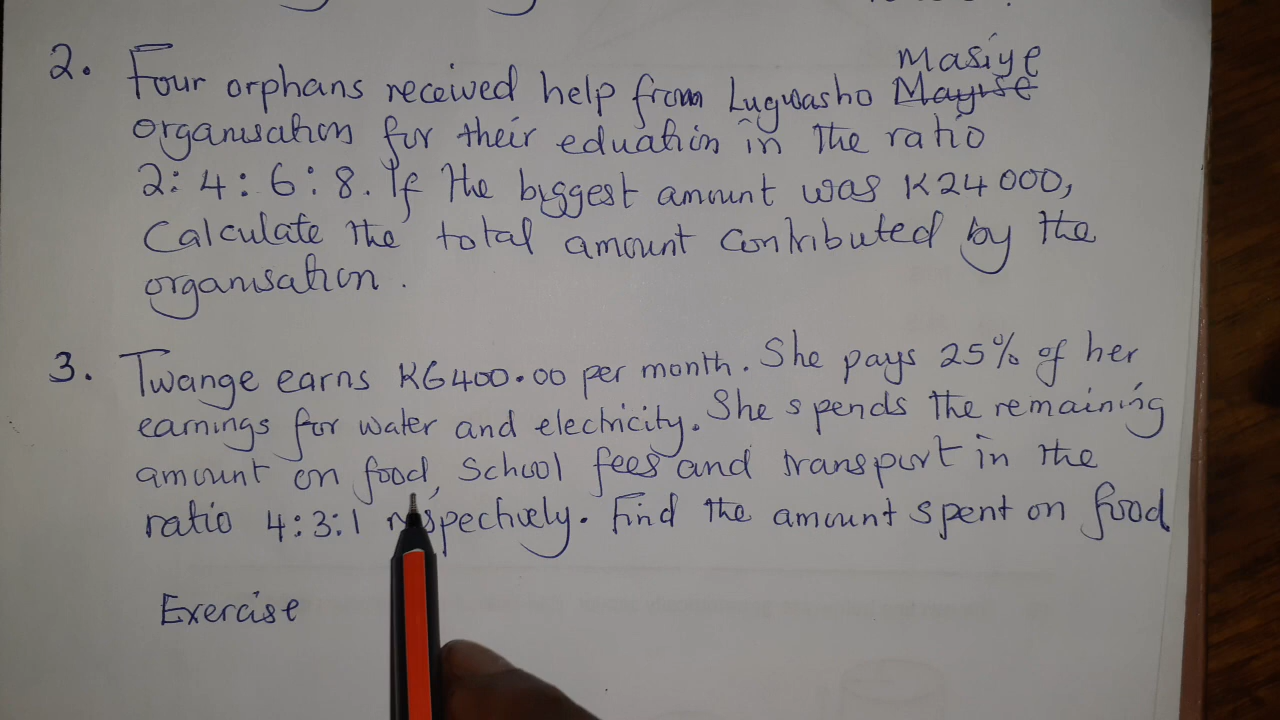 2. Four orphans received help from Lugwasho Masiye Mayise
organisation for their eduation in the ratio
2:4:6:8. If the biggest amount was K24 000,
Calculate the total amount contributed by the
organisation.
3. Twange earns K6400.00 per month. She pays 25% of her
earnings for water and electricity. She spends the remaining
amount on food, School fees and transport in the
ratio 4:3:1 respectively. Find the amount spent on food
Exercise